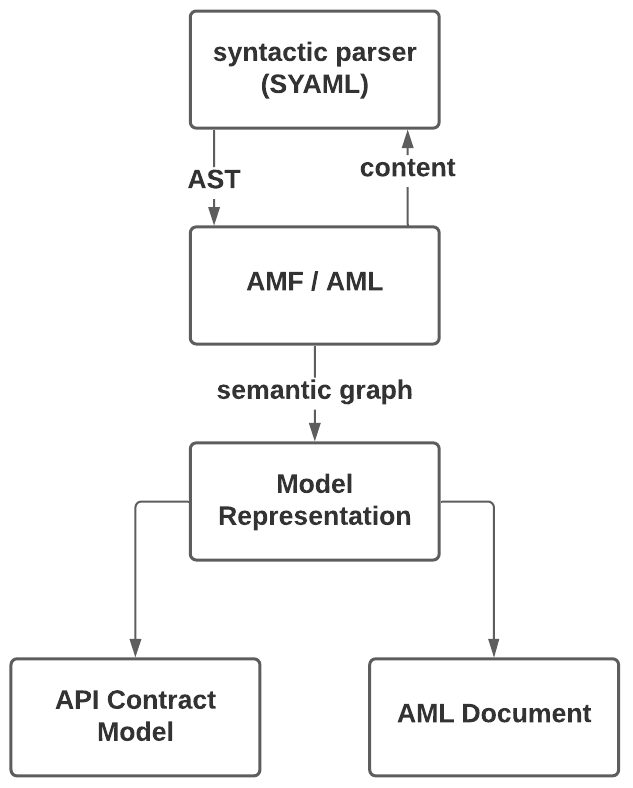 syntactic parser
(SYAML)
AST
content
AMF / AML
semantic graph
Model
Representation
API Contract
Model
AML Document